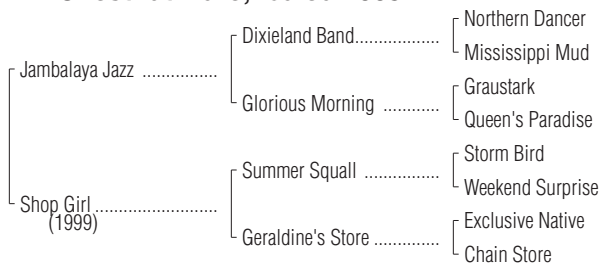 Northern Dancer
Dixieland Band..................
Mississippi Mud
Jambalaya Jazz ................
Graustark
Glorious Morning ............
Queen's Paradise
Storm Bird
Summer Squall ................
Weekend Surprise
Shop Girl..........................
(1999)
Exclusive Native
Geraldine's Store ..............
Chain Store